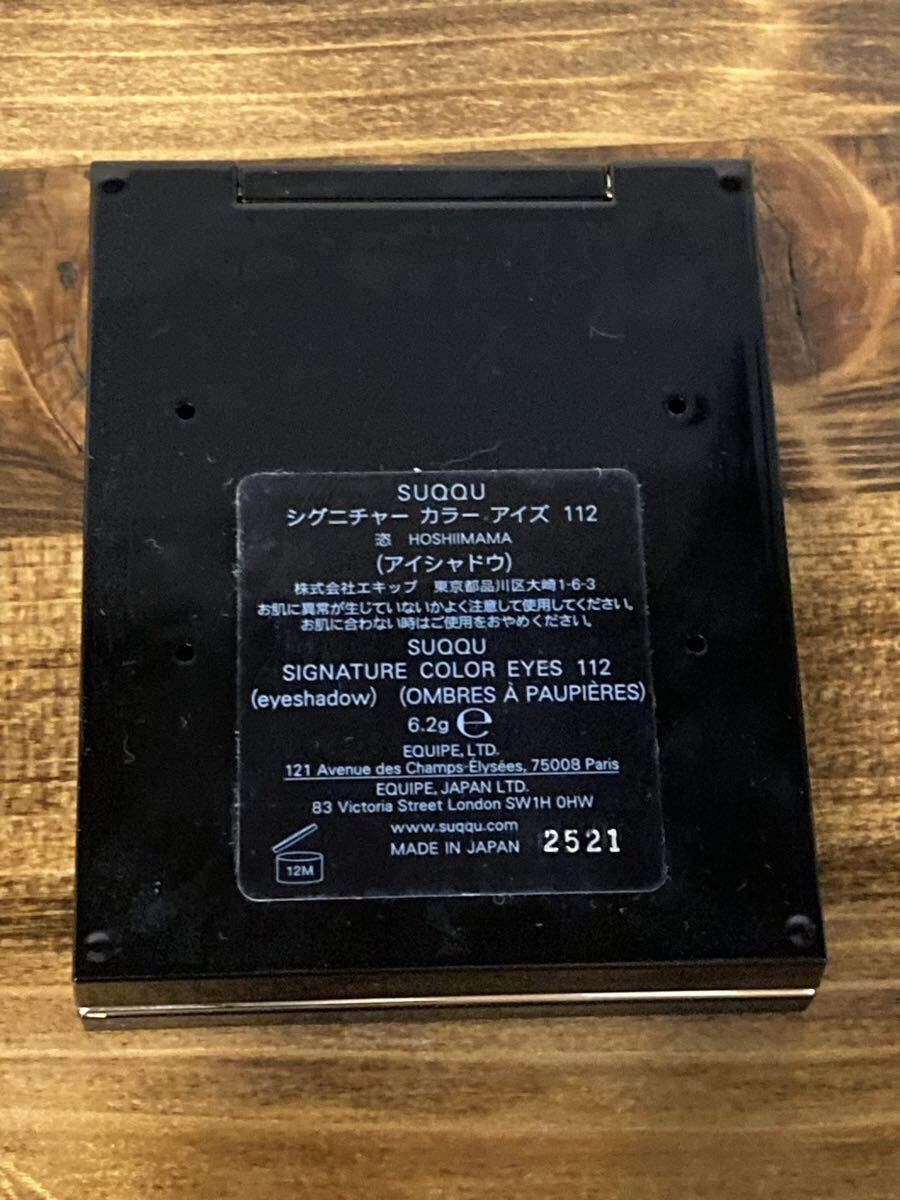 SUQQU
シグニチャー カラー アイズ 112
恣 HOSHIIMAMA
(アイシャドウ)
株式会社エキップ 東京都品川区大崎1-6-3
お肌に異常が生じていないかよく注意して使用してください。
お肌に合わない時はご使用をおやめください。
SUQQU
SIGNATURE COLOR EYES 112
(eyeshadow) (OMBRES À PAUPIÈRES)
6.2g ℮
EQUIPE, LTD.
121 Avenue des Champs-Élysées, 75008 Paris
EQUIPE, JAPAN LTD.
83 Victoria Street London SW1H 0HW
www.suqqu.com
MADE IN JAPAN 2521
12M